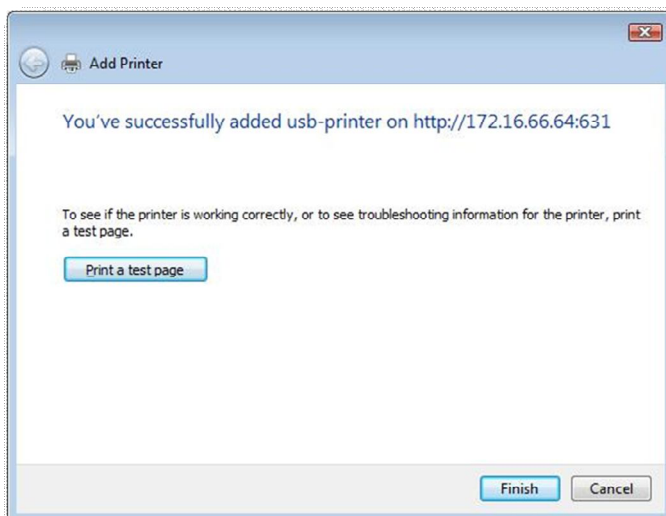 Add Printer
You've successfully added usb-printer on http://172.16.66.64:631
To see if the printer is working correctly, or to see troubleshooting information for the printer, print
a test page.
Print a test page
Finish Cancel